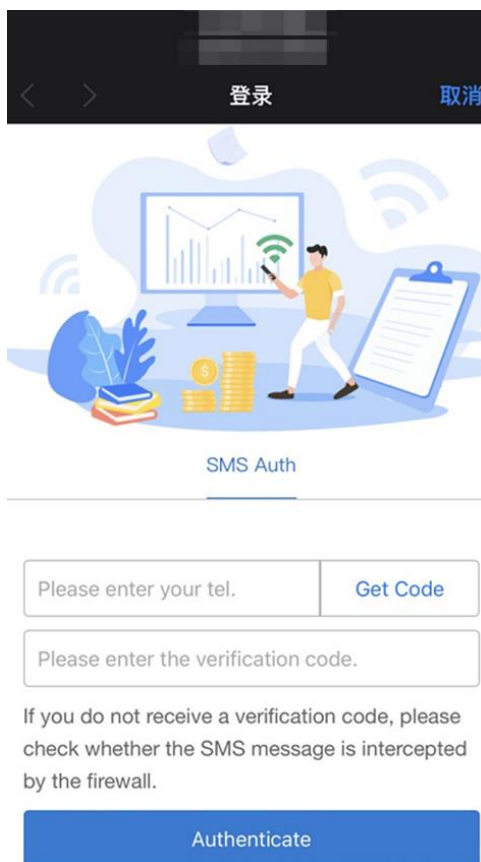 登录
取消
SMS Auth
Please enter your tel.
Get Code
Please enter the verification code.
If you do not receive a verification code, please
check whether the SMS message is intercepted
by the firewall.
Authenticate